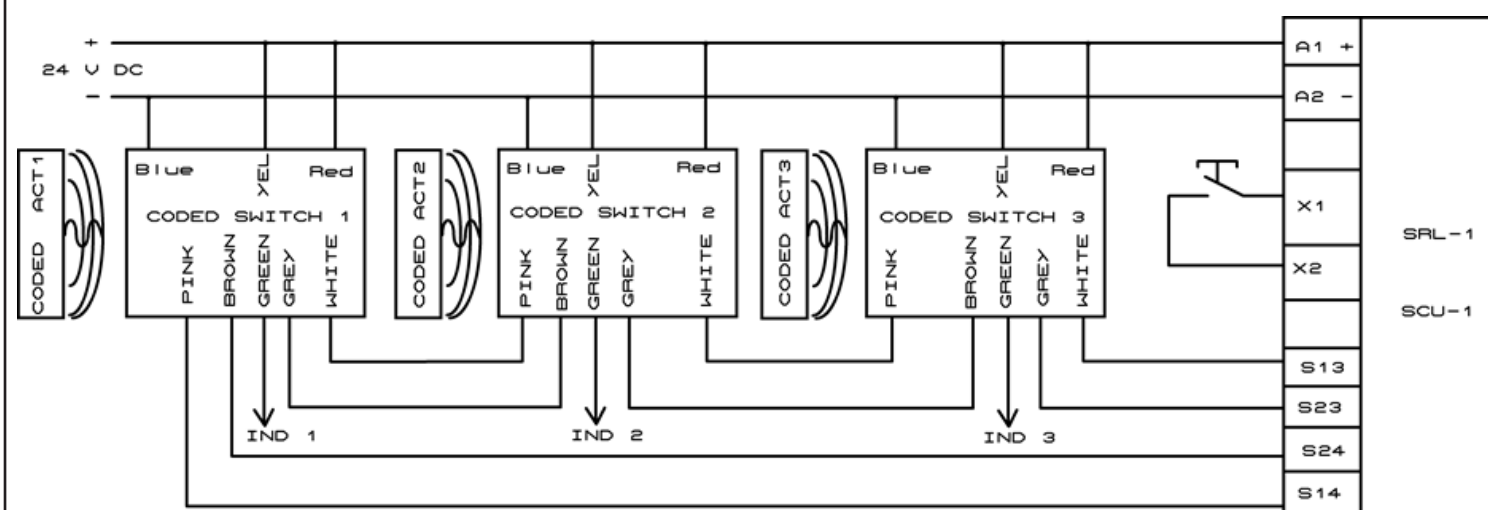 +
24 V DC
-
A1 +
A2 -
X1
X2
S13
S23
S24
S14
SRL-1
SCU-1
CODED ACT1
Blue
YEL
Red
CODED SWITCH 1
PINK
BROWN
GREEN
GREY
WHITE
IND 1
CODED ACT2
Blue
YEL
Red
CODED SWITCH 2
PINK
BROWN
GREEN
GREY
WHITE
IND 2
CODED ACT3
Blue
YEL
Red
CODED SWITCH 3
PINK
BROWN
GREEN
GREY
WHITE
IND 3